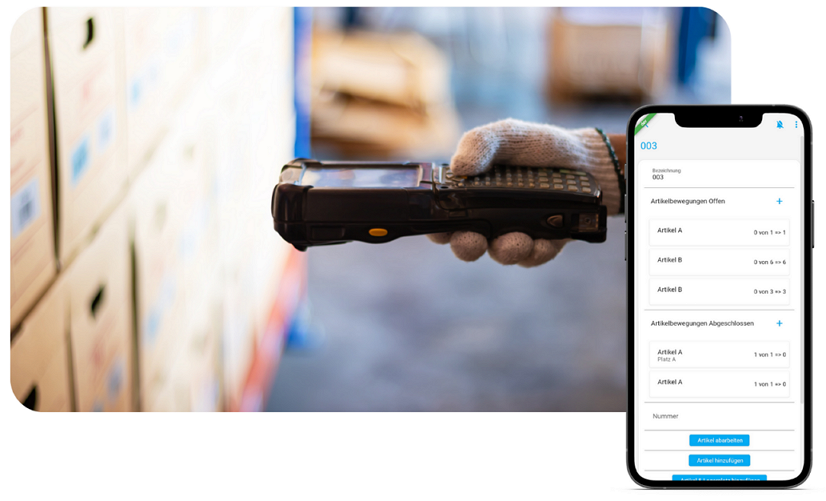 003
Bezeichnung
003
Artikelbewegungen Offen
Artikel A 0 von 1 => 1
Artikel B 0 von 6 => 6
Artikel B 0 von 3 => 3
Artikelbewegungen Abgeschlossen
Artikel A 1 von 1 => 0
Platz A
Artikel A 1 von 1 => 0
Nummer
Artikel abarbeiten
Artikel hinzufügen